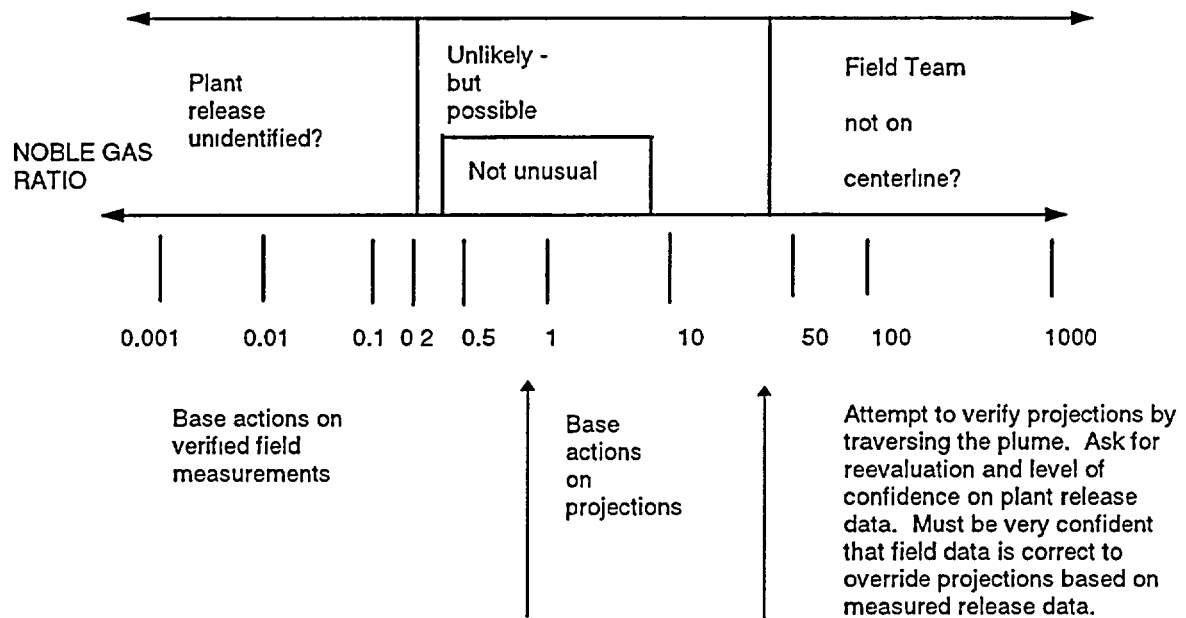 Plant
release
unidentified?
Unlikely -
but
possible
Not unusual
Field Team
not on
centerline?
NOBLE GAS
RATIO
0.001 0.01 0.1 0 2 0.5 1 10 50 100 1000
Base actions on
verified field
measurements
Base
actions
on
projections
Attempt to verify projections by
traversing the plume. Ask for
reevaluation and level of
confidence on plant release
data. Must be very confident
that field data is correct to
override projections based on
measured release data.